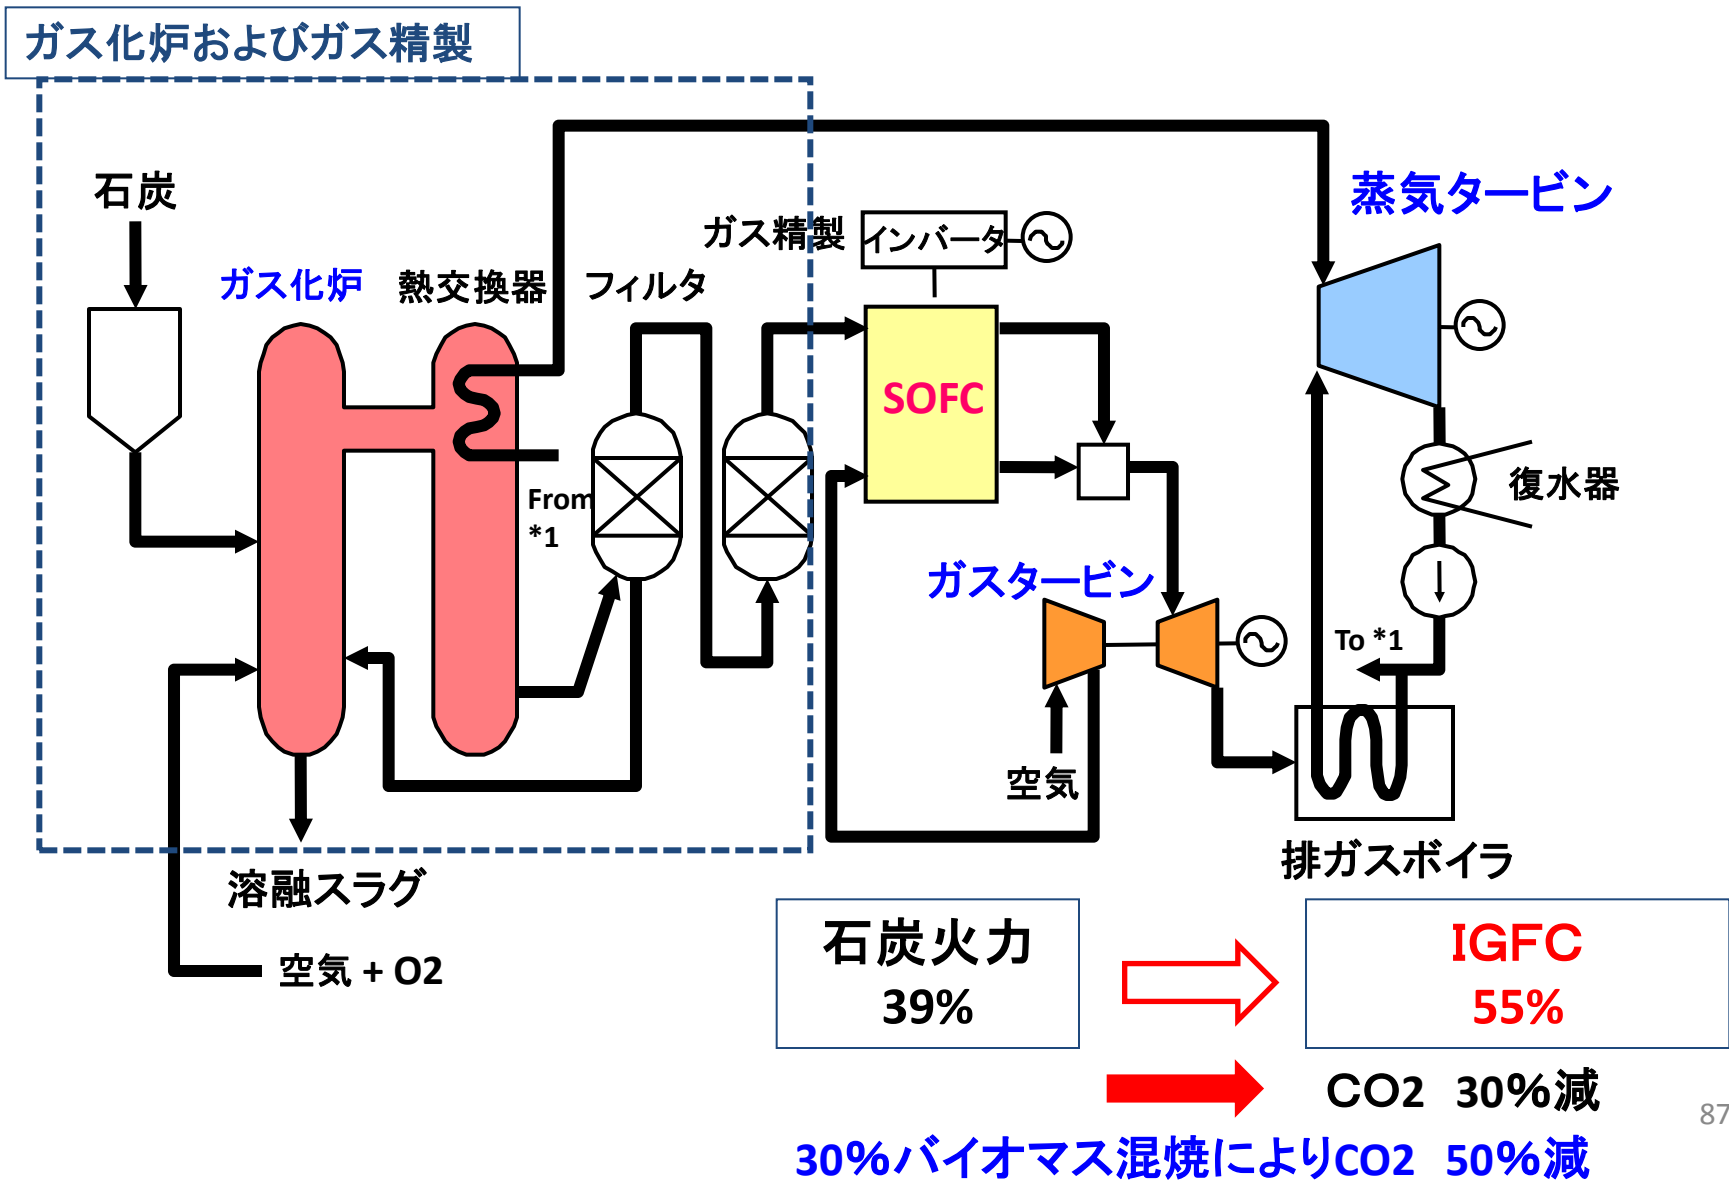 ガス化炉およびガス精製
石炭
ガス化炉
熱交換器
フィルタ
ガス精製
インバータ
蒸気タービン
SOFC
From
*1
復水器
ガスタービン
To *1
空気
排ガスボイラ
溶融スラグ
空気 + O2
石炭火力
39%
IGFC
55%
CO2 30%減
87
30%バイオマス混焼によりCO2 50%減